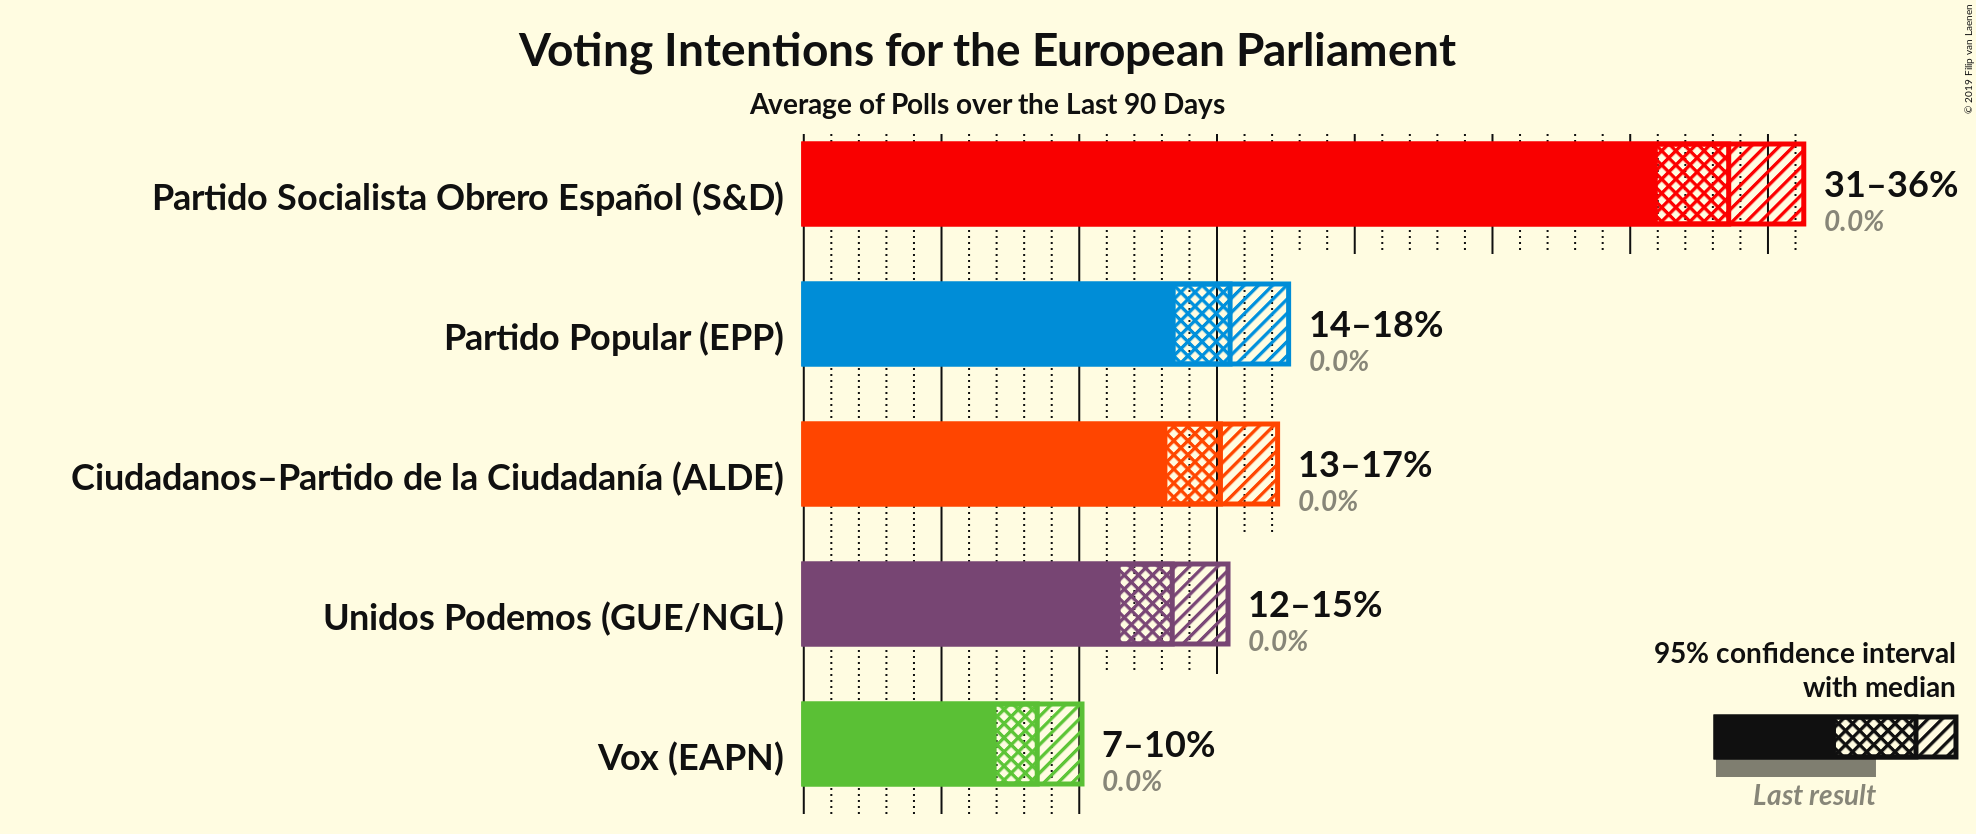 Voting Intentions for the European Parliament
Average of Polls over the Last 90 Days
© 2019 Filip van Laenen
Partido Socialista Obrero Español (S&D)
31–36%
0.0%
Partido Popular (EPP)
14–18%
0.0%
Ciudadanos–Partido de la Ciudadanía (ALDE)
13–17%
0.0%
Unidos Podemos (GUE/NGL)
12–15%
0.0%
Vox (EAPN)
7–10%
0.0%
95% confidence interval
with median
Last result